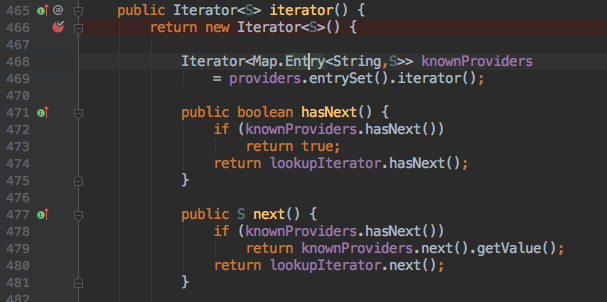 465 @ public Iterator<S> iterator() {
466 return new Iterator<S>() {
467
468 Iterator<Map.Entry<String,S>> knownProviders
469 = providers.entrySet().iterator();
470
471 public boolean hasNext() {
472 if (knownProviders.hasNext())
473 return true;
474 return lookupIterator.hasNext();
475 }
476
477 public S next() {
478 if (knownProviders.hasNext())
479 return knownProviders.next().getValue();
480 return lookupIterator.next();
481 }
482